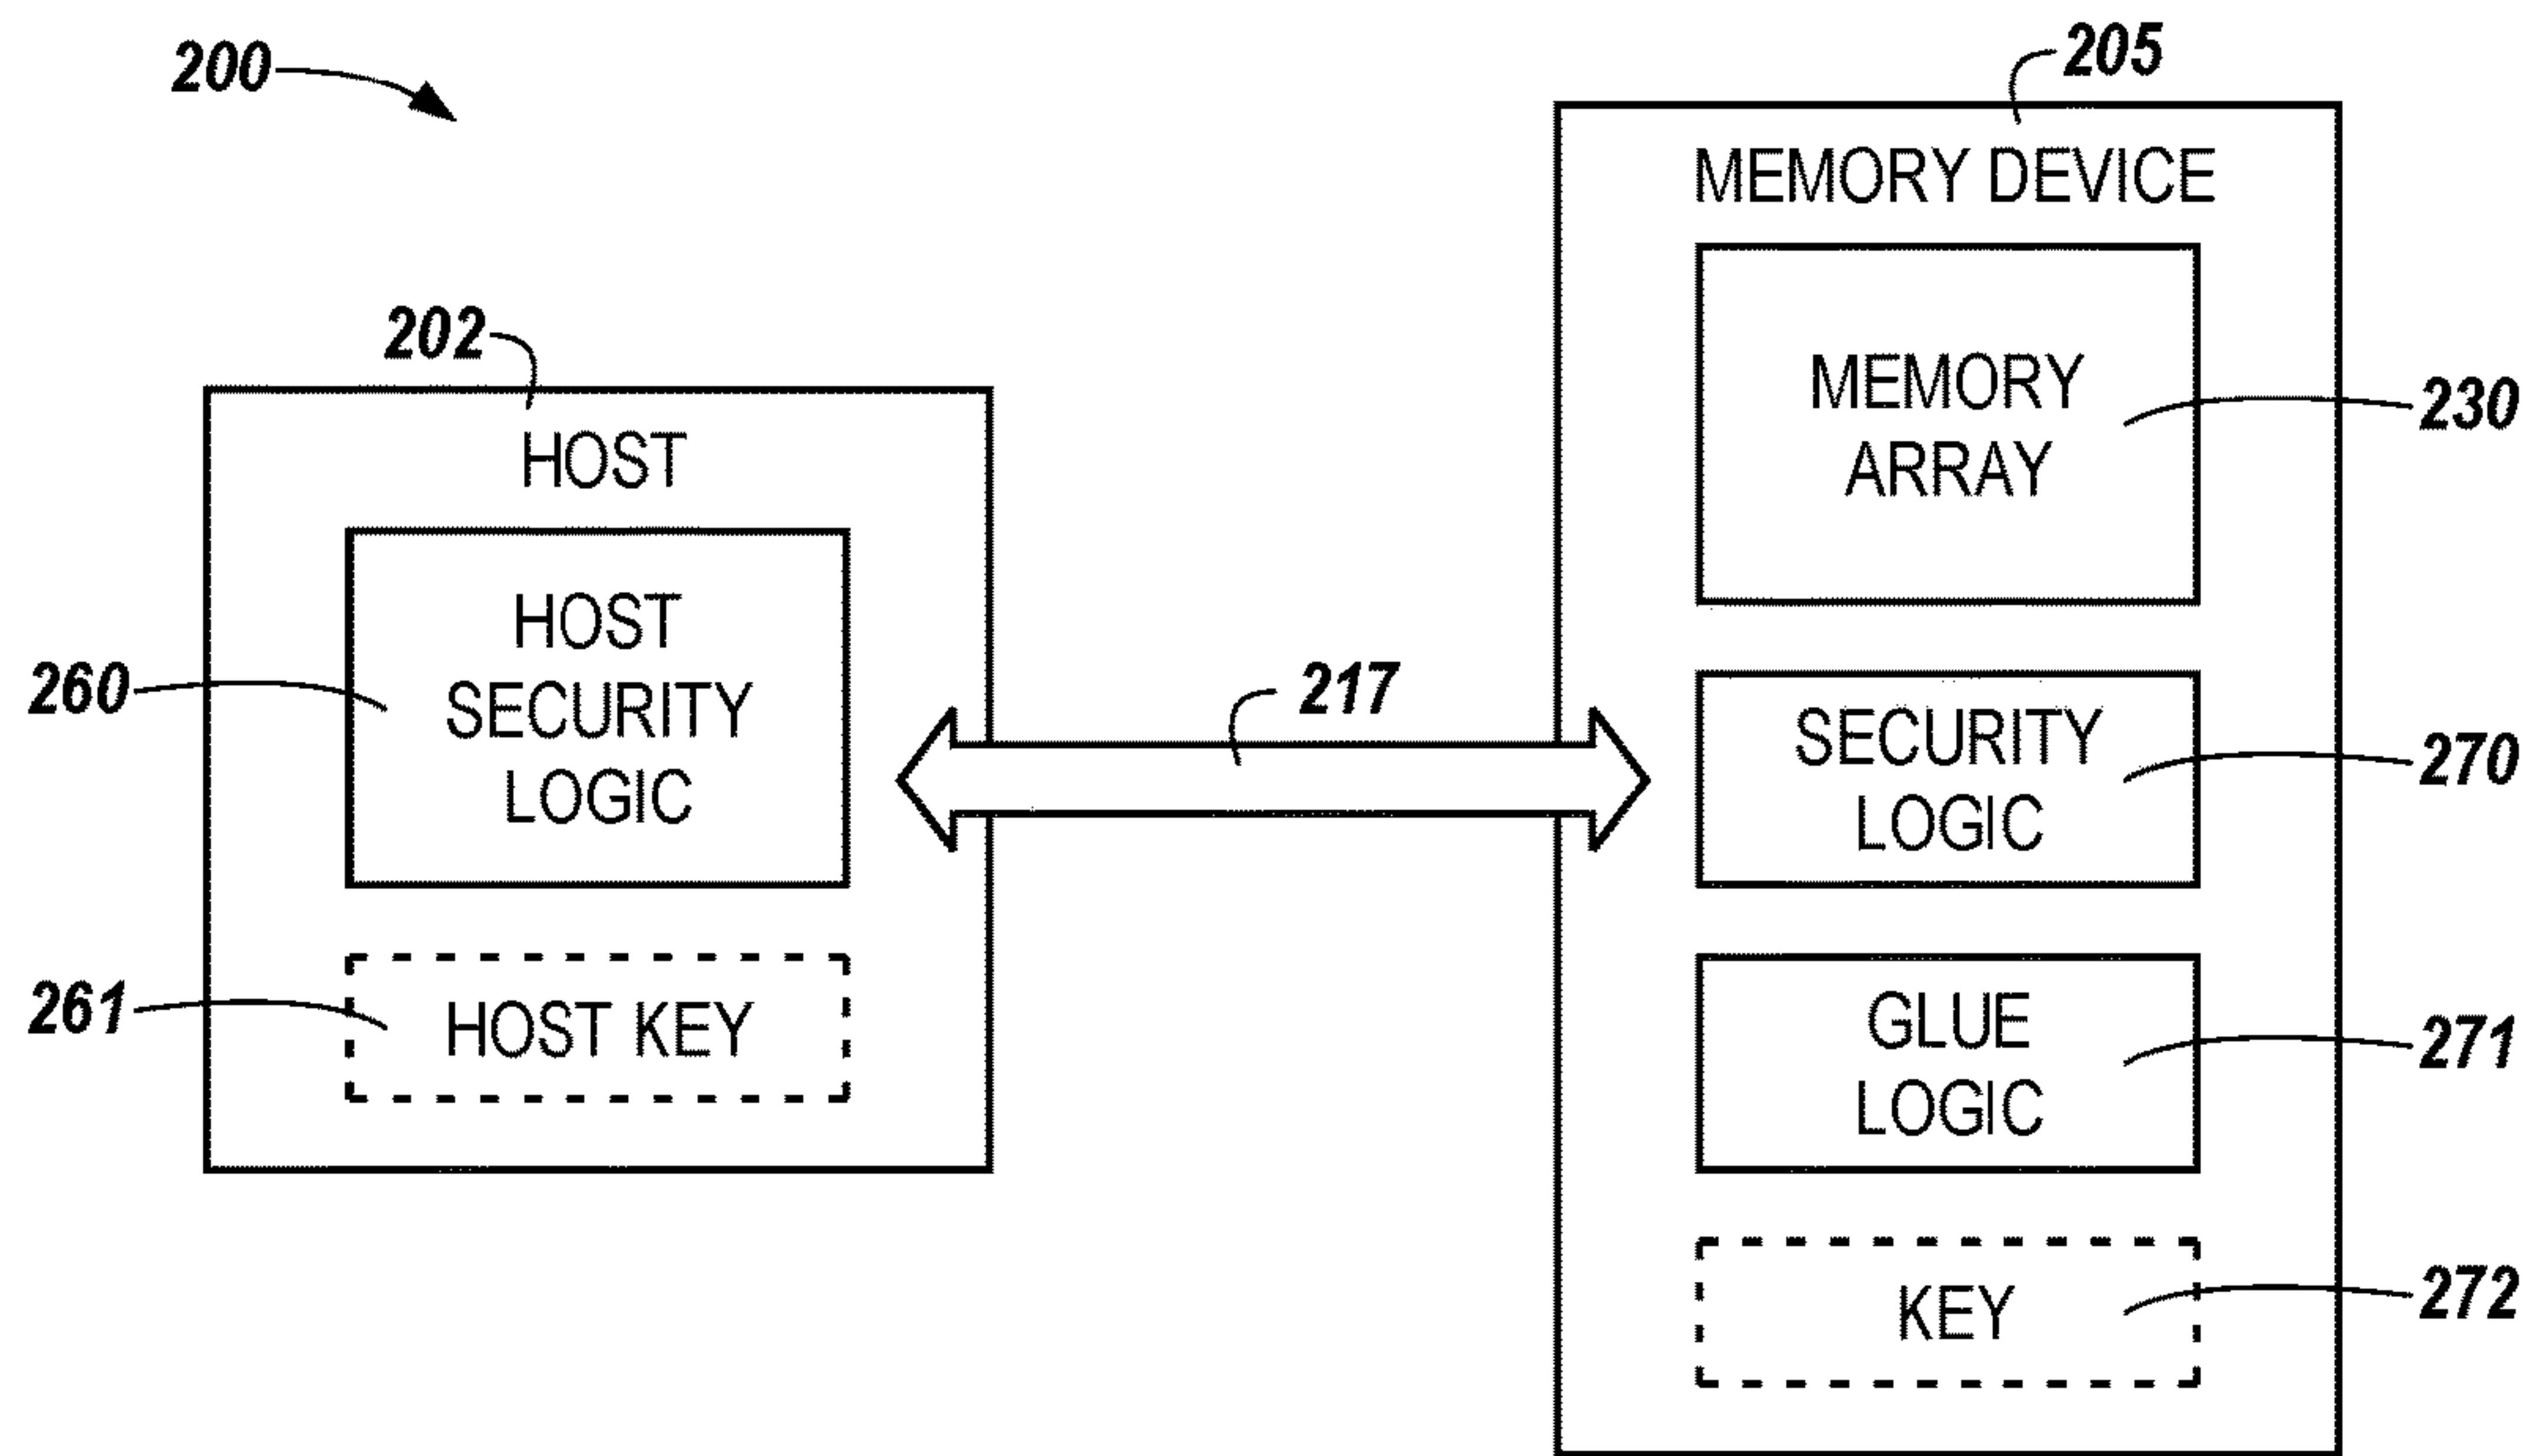 200
205
MEMORY DEVICE
202
HOST
MEMORY
ARRAY
230
260
HOST
SECURITY
LOGIC
217
SECURITY
LOGIC
270
261
HOST KEY
GLUE
LOGIC
271
KEY
272